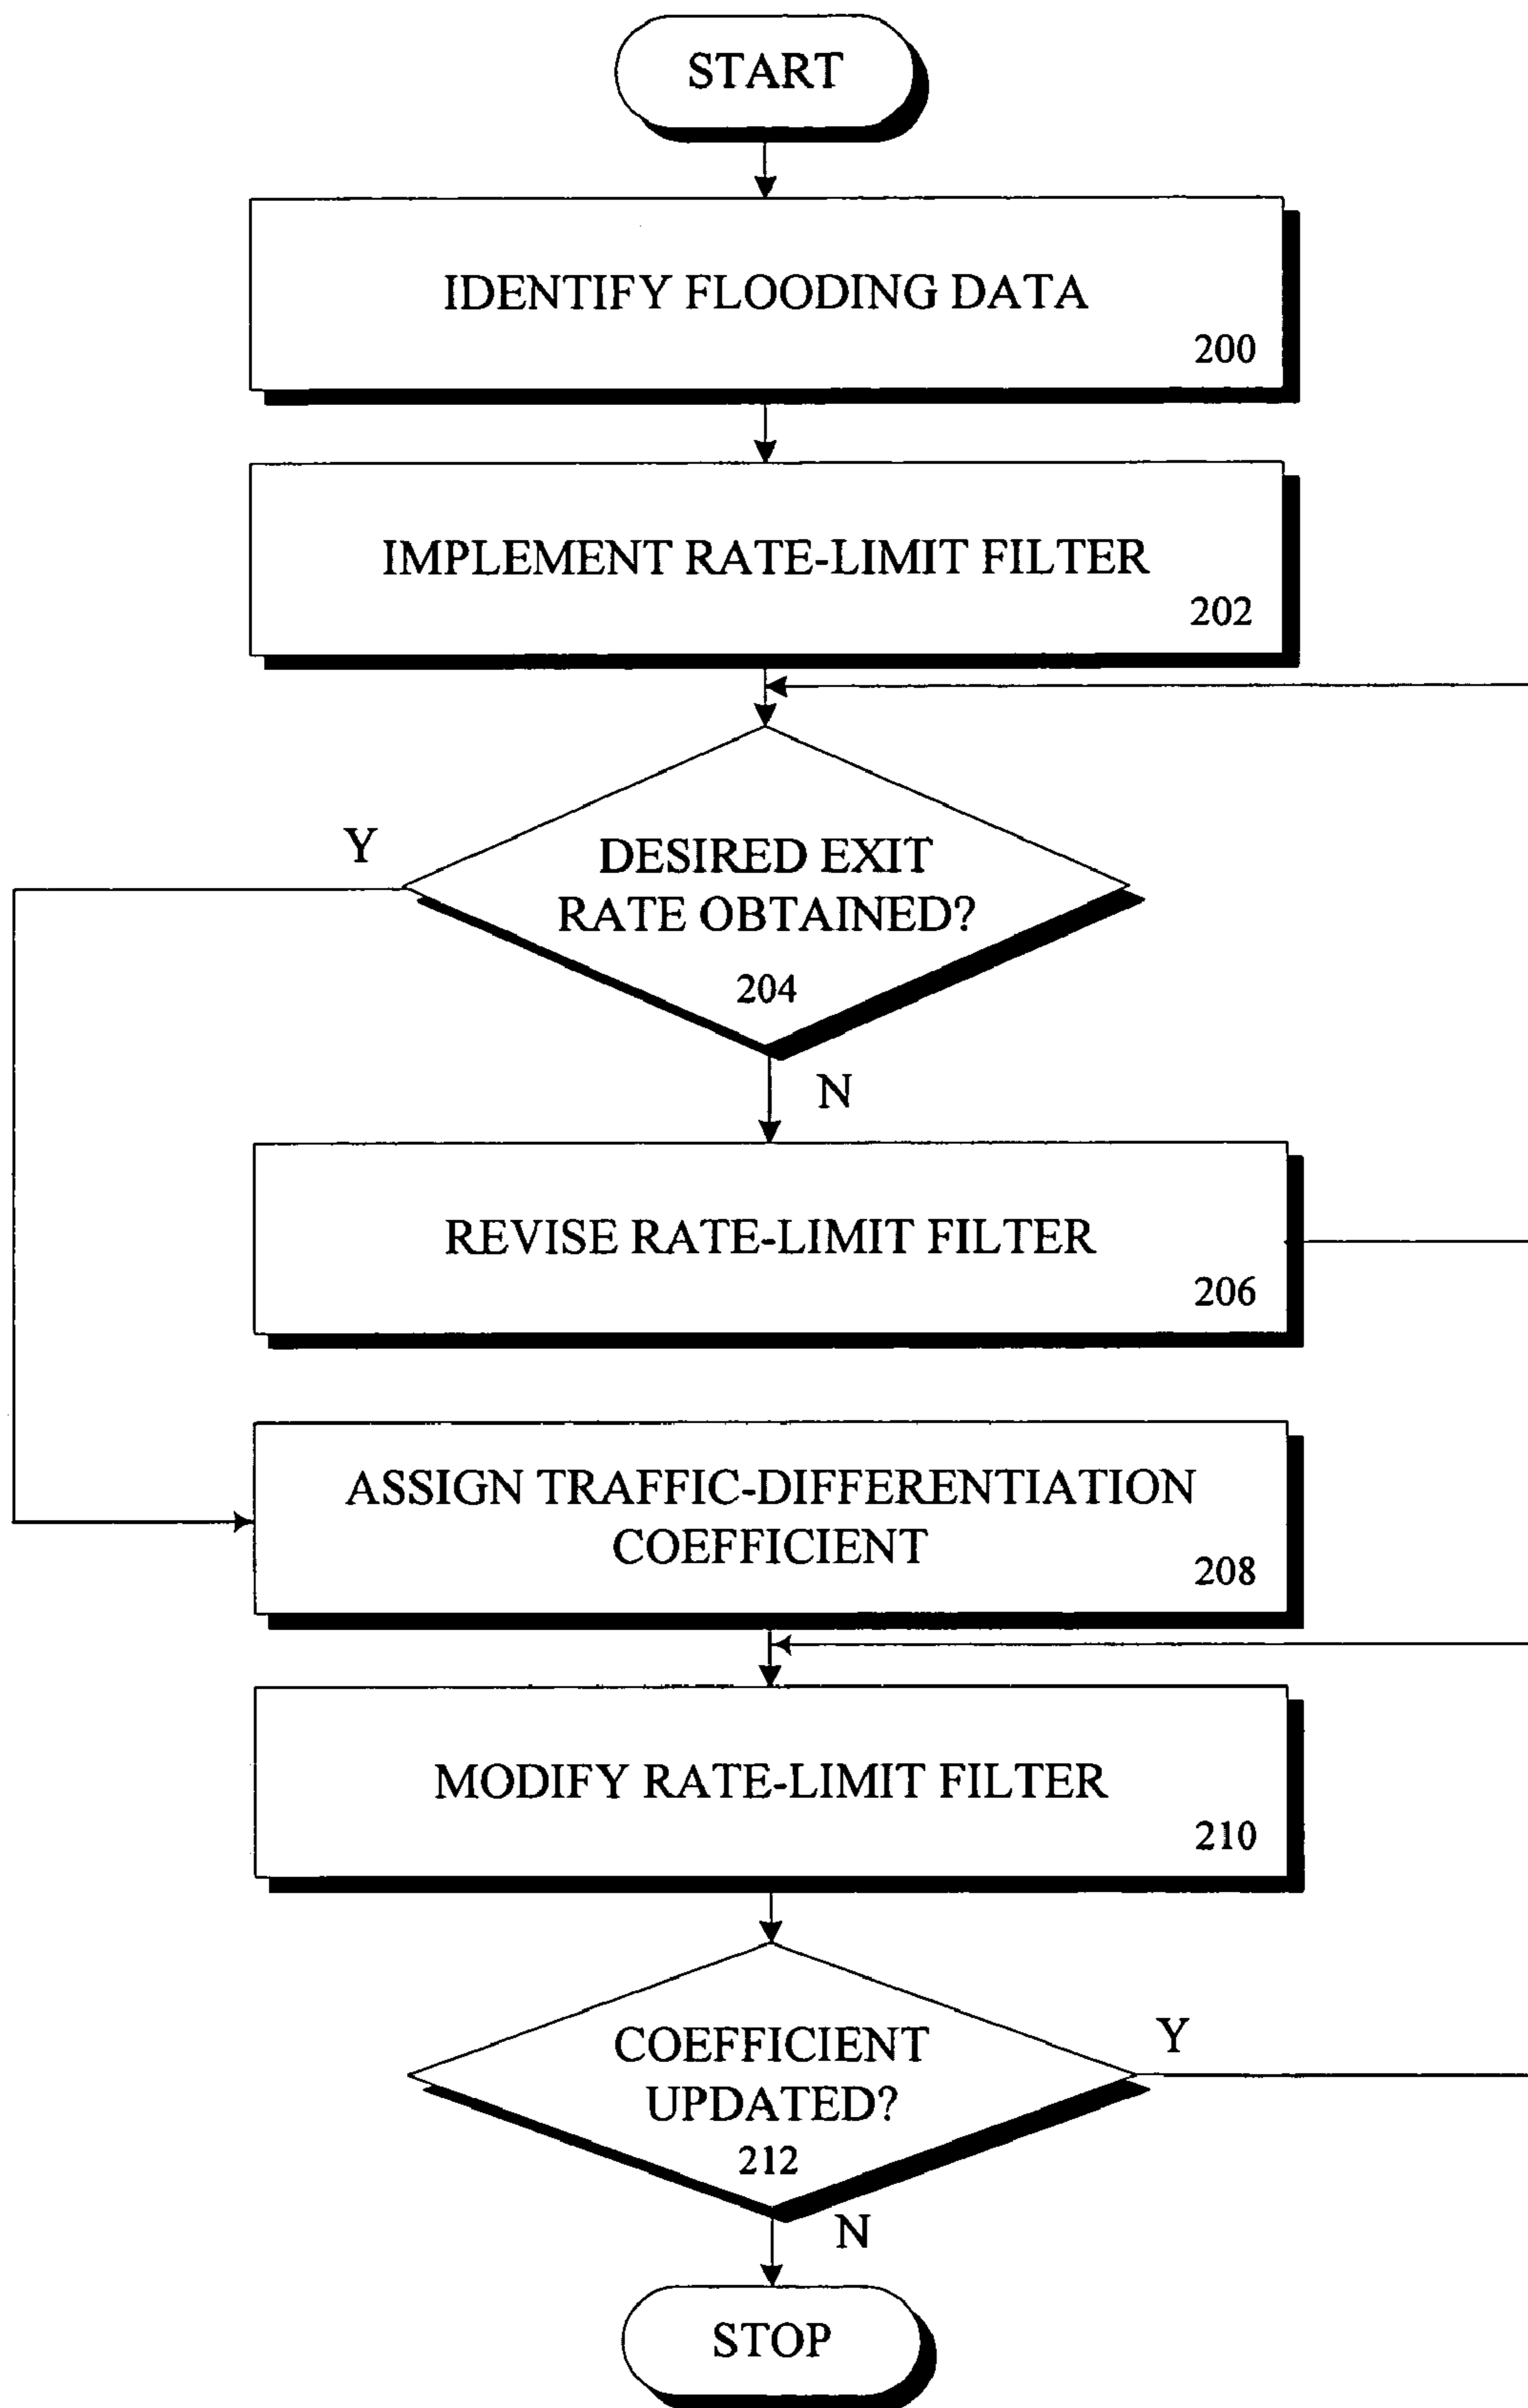 START
IDENTIFY FLOODING DATA
200
IMPLEMENT RATE-LIMIT FILTER
202
Y
DESIRED EXIT
RATE OBTAINED?
204
N
REVISE RATE-LIMIT FILTER
206
ASSIGN TRAFFIC-DIFFERENTIATION
COEFFICIENT
208
MODIFY RATE-LIMIT FILTER
210
COEFFICIENT
UPDATED?
Y
212
N
STOP